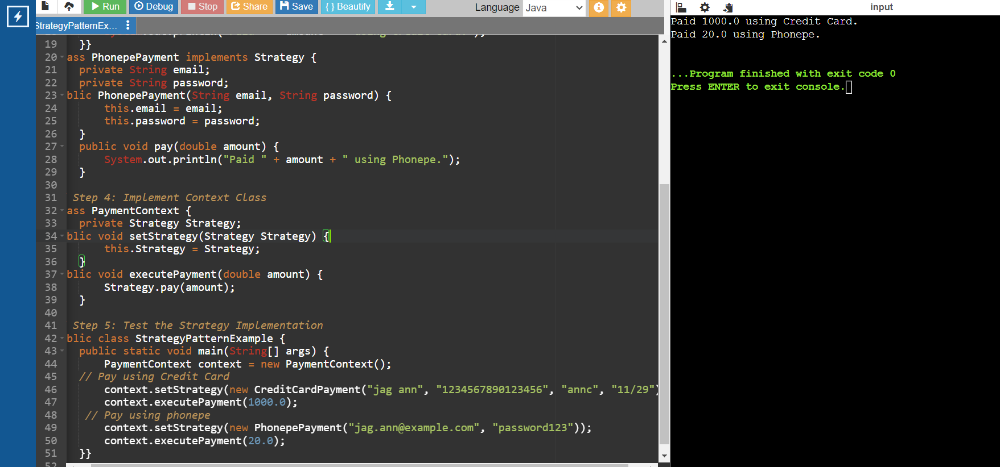 Run Debug Stop Share Save { } Beautify Language Java
StrategyPatternEx...
19 }}
20 ass PhonepePayment implements Strategy {
21 private String email;
22 private String password;
23 blic PhonepePayment(String email, String password) {
24 this.email = email;
25 this.password = password;
26 }
27 public void pay(double amount) {
28 System.out.println("Paid " + amount + " using Phonepe.");
29 }
30
31 Step 4: Implement Context Class
32 ass PaymentContext {
33 private Strategy Strategy;
34 blic void setStrategy(Strategy Strategy) {
35 this.Strategy = Strategy;
36 }
37 blic void executePayment(double amount) {
38 Strategy.pay(amount);
39 }
40
41 Step 5: Test the Strategy Implementation
42 blic class StrategyPatternExample {
43 public static void main(String[] args) {
44 PaymentContext context = new PaymentContext();
45 // Pay using Credit Card
46 context.setStrategy(new CreditCardPayment("jag ann", "1234567890123456", "annc", "11/29")
47 context.executePayment(1000.0);
48 // Pay using phonepe
49 context.setStrategy(new PhonepePayment("jag.ann@example.com", "password123"));
50 context.executePayment(20.0);
51 }}
52
input
Paid 1000.0 using Credit Card.
Paid 20.0 using Phonepe.
...Program finished with exit code 0
Press ENTER to exit console.